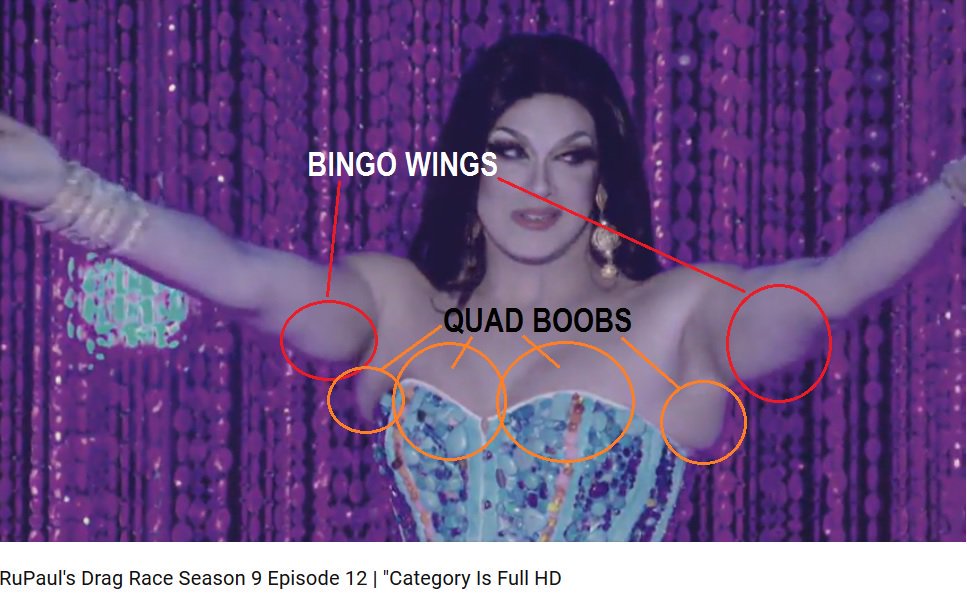 BINGO WINGS
QUAD BOOBS
RuPaul's Drag Race Season 9 Episode 12 | "Category Is Full HD